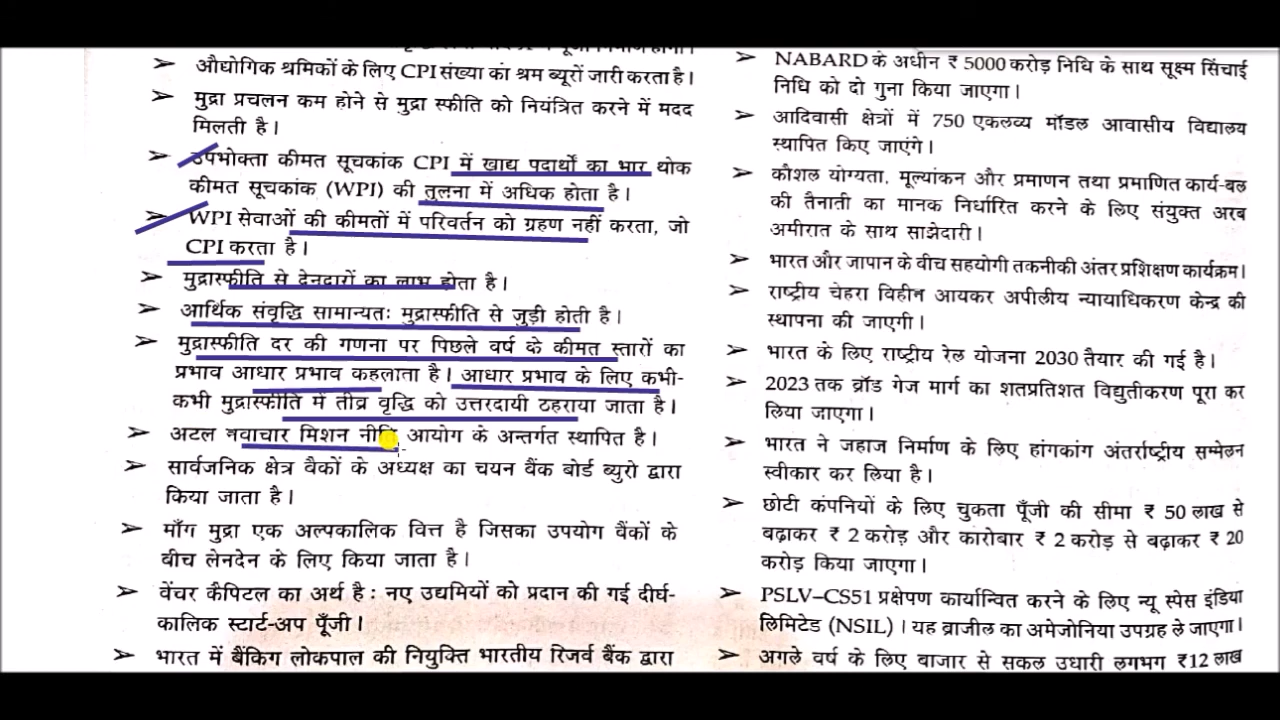 औद्योगिक श्रमिकों के लिए CPI संख्या का श्रम ब्यूरों जारी करता है।
➢ मुद्रा प्रचलन कम होने से मुद्रा स्फीति को नियंत्रित करने में मदद
मिलती है।
➢ उपभोक्ता कीमत सूचकांक CPI में खाद्य पदार्थो का भार थोक
कीमत सूचकांक (WPI) की तुलना में अधिक होता है।
➢ WPI सेवाओं की कीमतों में परिवर्तन को ग्रहण नहीं करता, जो
CPI करता है।
➢ मुद्रास्फीति से देनदारों का लाभ होता है।
➢ आर्थिक संवृद्धि सामान्यतः मुद्रास्फीति से जुड़ी होती है।
➢ मुद्रास्फीति दर की गणना पर पिछले वर्ष के कीमत स्तारों का
प्रभाव आधार प्रभाव कहलाता है। आधार प्रभाव के लिए कभी-
कभी मुद्रास्फीति में तीव्र वृद्धि को उत्तरदायी टहराया जाता है।
➢ अटल नवाचार मिशन नीति आयोग के अन्तर्गत स्थापित है।
➢ सार्वजनिक क्षेत्र वैकों के अध्यक्ष का चयन बैंक बोर्ड ब्युरो द्वारा
किया जाता है।
➢ माँग मुद्रा एक अल्पकालिक वित्त है जिसका उपयोग बैंकों के
बीच लेनदेन के लिए किया जाता है।
➢ वेंचर कैपिटल का अर्थ है : नए उद्यमियों को प्रदान की गई दीर्घ-
कालिक स्टार्ट-अप पूँजी।
➢ भारत में बैंकिग लोकपाल की नियुक्ति भारतीय रिजर्व बैंक द्वारा
➢ NABARD के अधीन ₹ 5000 करोड़ निधि के साथ सूक्ष्म सिंचाई
निधि को दो गुना किया जाएगा।
➢ आदिवासी क्षेत्रों में 750 एकलव्य मॉडल आवासीय विद्यालय
स्थापित किए जाएंगे।
➢ कौशल योग्यता, मूल्यांकन और प्रमाणन तथा प्रमाणित कार्य-बल
की तैनाती का मानक निर्धारित करने के लिए संयुक्त अरब
अमीरात के साथ साझेदारी।
➢ भारत और जापान के वीच सहयोगी तकनीकी अंतर प्रशिक्षण कार्यक्रम।
➢ राष्ट्रीय चेहरा विहीन आयकर अपीलीय न्यायाधिकरण केन्द्र की
स्थापना की जाएगी।
➢ भारत के लिए राष्ट्रीय रेल योजना 2030 तैयार की गई है।
➢ 2023 तक ब्रॉड गेज मार्ग का शतप्रतिशत विद्युतीकरण पूरा कर
लिया जाएगा।
➢ भारत ने जहाज निर्माण के लिए हांगकांग अंतर्राष्ट्रीय सम्मेलन
स्वीकार कर लिया है।
➢ छोटी कंपनियों के लिए चुकता पूँजी की सीमा ₹ 50 लाख से
बढ़ाकर ₹ 2 करोड़ और कारोबार ₹ 2 करोड़ से बढ़ाकर ₹ 20
करोड़ किया जाएगा।
➢ PSLV-CS51 प्रक्षेपण कार्यान्वित करने के लिए न्यू स्पेस इंडिया
लिमिटेड (NSIL)। यह ब्राजील का अमेजोनिया उपग्रह ले जाएगा।
➢ अगले वर्ष के लिए बाजार से सकल उधारी लगभग ₹12 लाख